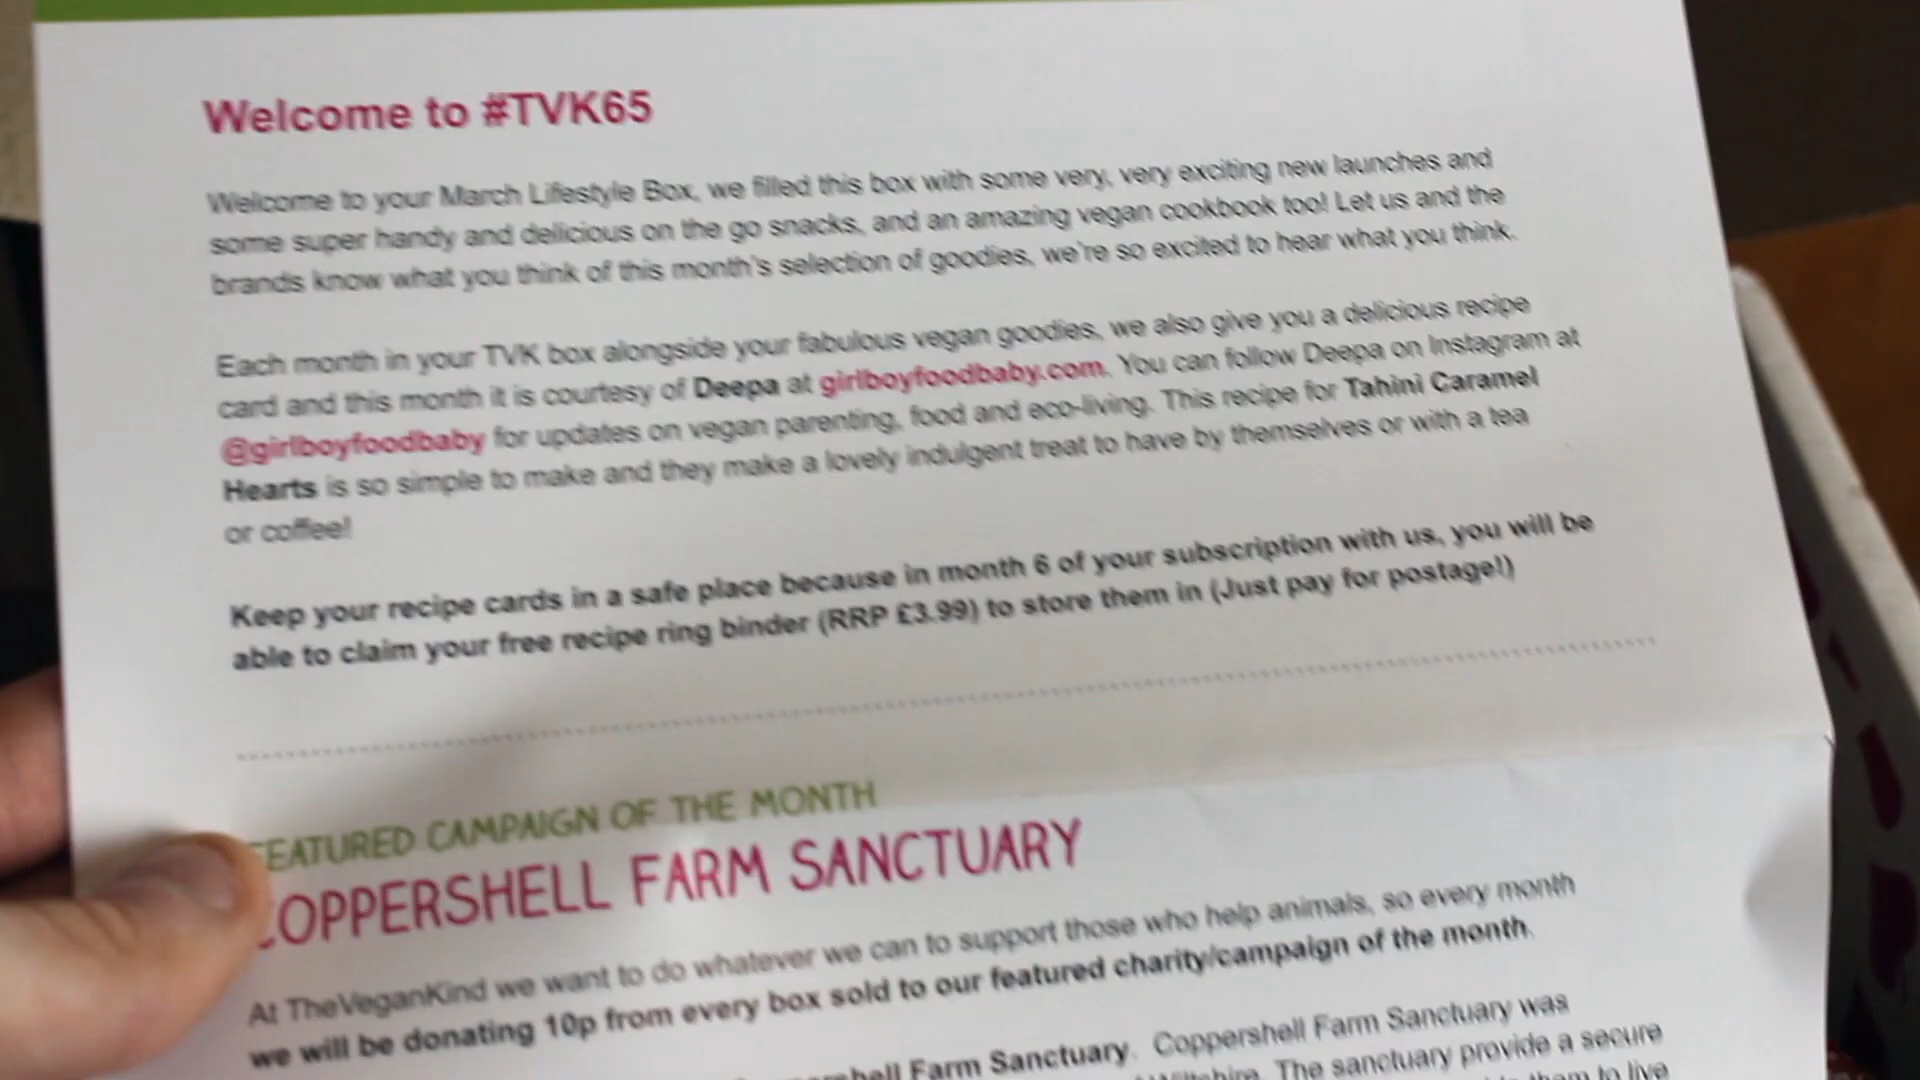 Welcome to #TVK65
Welcome to your March Lifestyle Box, we filled this box with some very, very exciting new launches and
some super handy and delicious on the go snacks, and an amazing vegan cookbook too! Let us and the
brands know what you think of this month's selection of goodies, we're so excited to hear what you think.
Each month in your TVK box alongside your fabulous vegan goodies, we also give you a delicious recipe
card and this month it is courtesy of Deepa at girlboyfoodbaby.com. You can follow Deepa on Instagram at
@girlboyfoodbaby for updates on vegan parenting, food and eco-living. This recipe for Tahini Caramel
Hearts is so simple to make and they make a lovely indulgent treat to have by themselves or with a tea
or coffee!
Keep your recipe cards in a safe place because in month 6 of your subscription with us, you will be
able to claim your free recipe ring binder (RRP £3.99) to store them in (Just pay for postage!)
FEATURED CAMPAIGN OF THE MONTH
COPPERSHELL FARM SANCTUARY
At TheVeganKind we want to do whatever we can to support those who help animals, so every month
we will be donating 10p from every box sold to our featured charity/campaign of the month.
Farm Sanctuary. Coppershell Farm Sanctuary was
Wiltshire. The sanctuary provide a secure
them to live